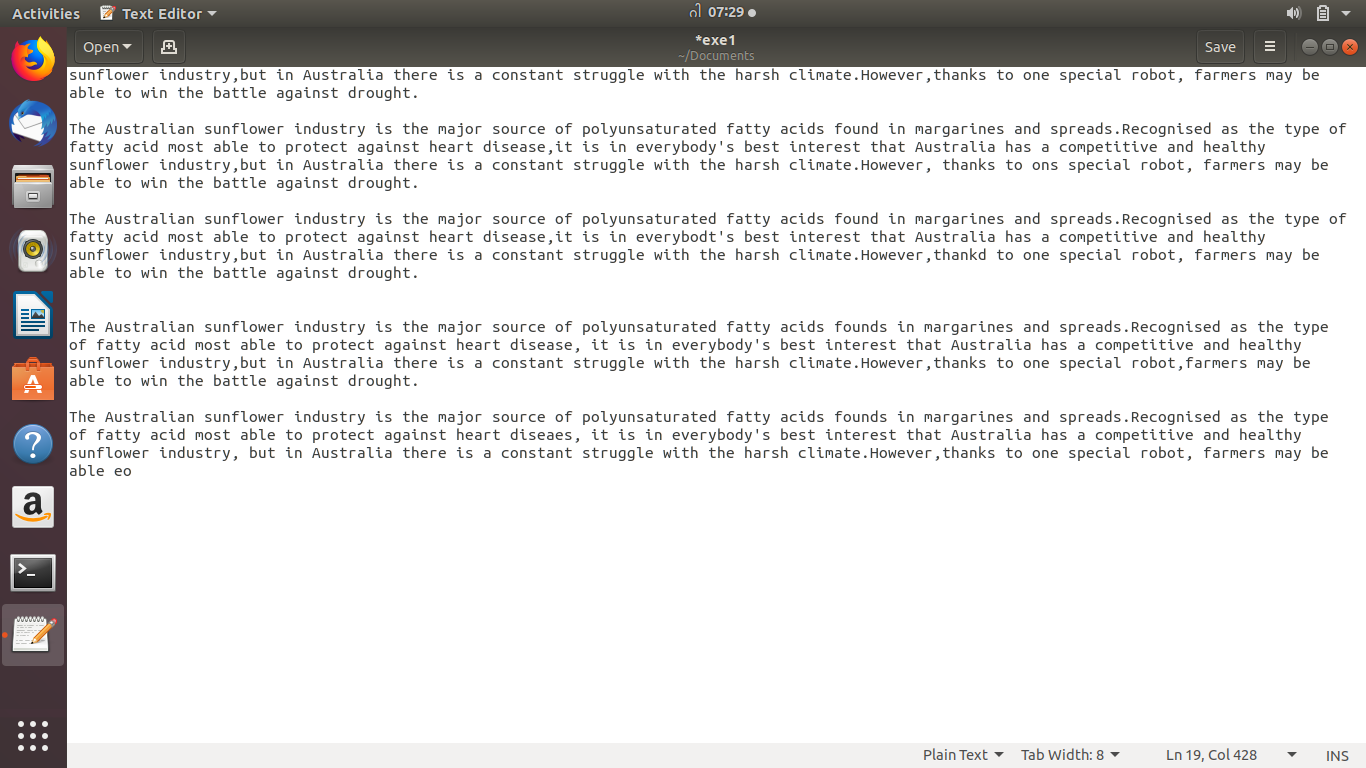 Activities Text Editor ರೆ 07:29
Open *exe1 Save
~/Documents
sunflower industry,but in Australia there is a constant struggle with the harsh climate.However,thanks to one special robot, farmers may be
able to win the battle against drought.
The Australian sunflower industry is the major source of polyunsaturated fatty acids found in margarines and spreads.Recognised as the type of
fatty acid most able to protect against heart disease,it is in everybody's best interest that Australia has a competitive and healthy
sunflower industry,but in Australia there is a constant struggle with the harsh climate.However, thanks to ons special robot, farmers may be
able to win the battle against drought.
The Australian sunflower industry is the major source of polyunsaturated fatty acids found in margarines and spreads.Recognised as the type of
fatty acid most able to protect against heart disease,it is in everybodt's best interest that Australia has a competitive and healthy
sunflower industry,but in Australia there is a constant struggle with the harsh climate.However,thankd to one special robot, farmers may be
able to win the battle against drought.
The Australian sunflower industry is the major source of polyunsaturated fatty acids founds in margarines and spreads.Recognised as the type
of fatty acid most able to protect against heart disease, it is in everybody's best interest that Australia has a competitive and healthy
sunflower industry,but in Australia there is a constant struggle with the harsh climate.However,thanks to one special robot,farmers may be
able to win the battle against drought.
The Australian sunflower industry is the major source of polyunsaturated fatty acids founds in margarines and spreads.Recognised as the type
of fatty acid most able to protect against heart diseaes, it is in everybody's best interest that Australia has a competitive and healthy
sunflower industry, but in Australia there is a constant struggle with the harsh climate.However,thanks to one special robot, farmers may be
able eo
Plain Text Tab Width: 8 Ln 19, Col 428 INS